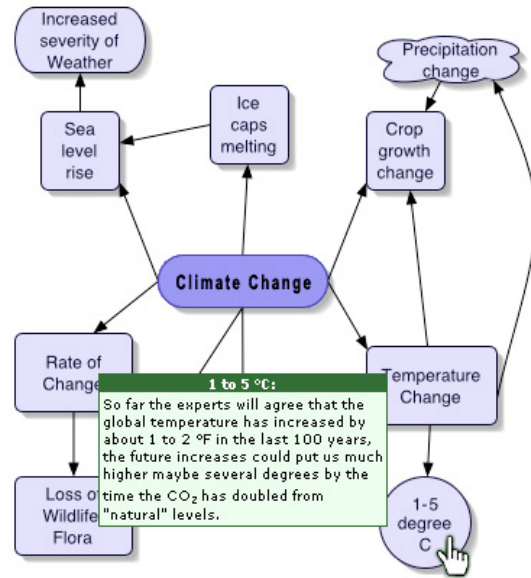 Increased
severity of
Weather
Precipitation
change
Sea
level
rise
Ice
caps
melting
Crop
growth
change
Climate Change
Rate of
Change
Temperature
Change
1 to 5 °C:
So far the experts will agree that the
global temperature has increased by
about 1 to 2 °F in the last 100 years,
the future increases could put us much
higher maybe several degrees by the
time the CO₂ has doubled from
"natural" levels.
Loss of
Wildlife
Flora
1-5
degree
C